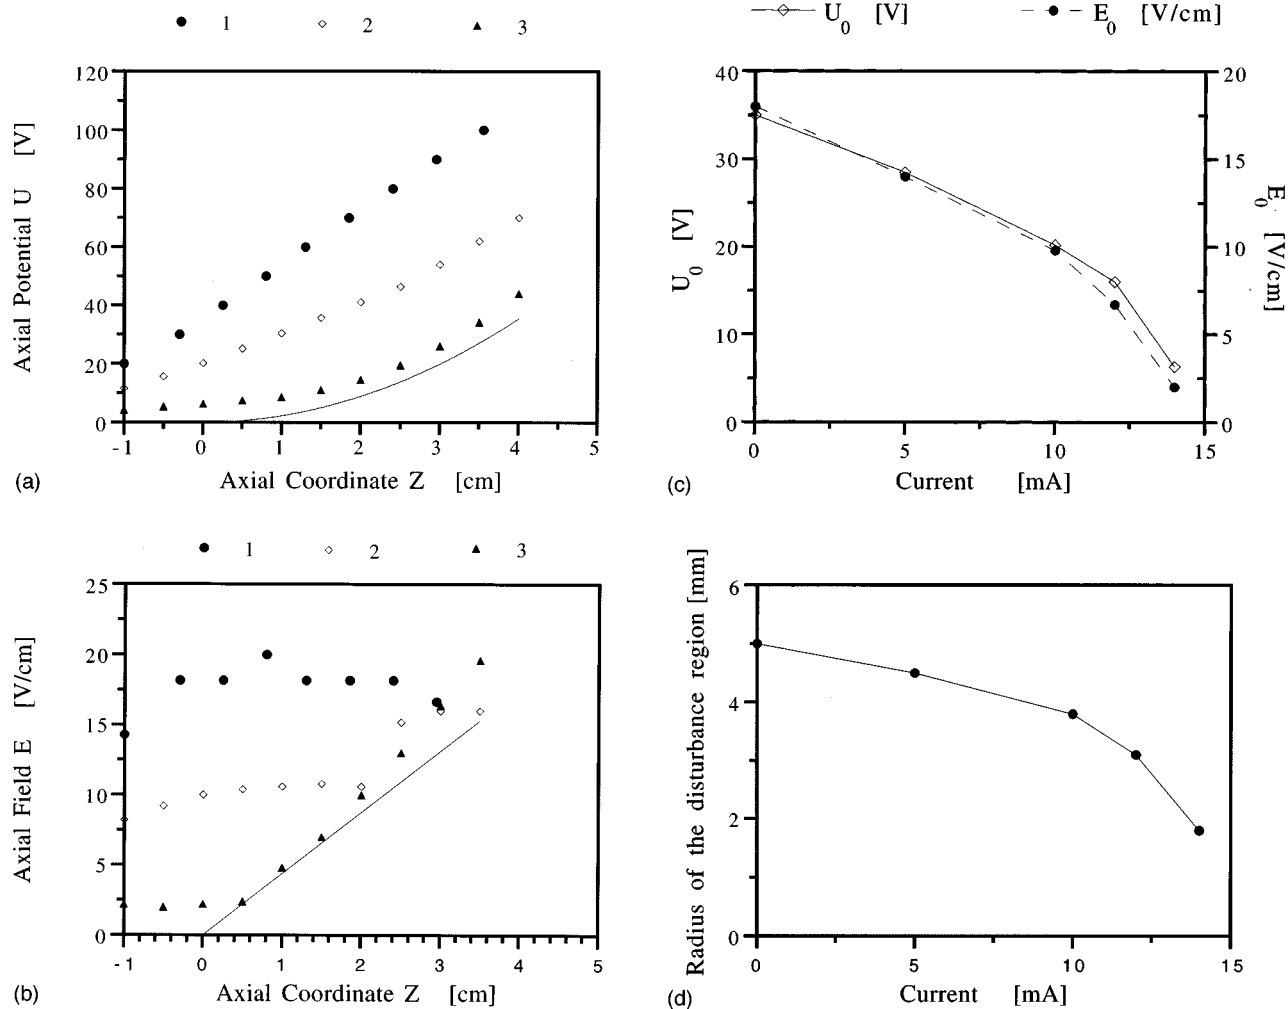 1 2 3
120
100
80
60
40
20
0
Axial Potential U [V]
-1 0 1 2 3 4 5
(a) Axial Coordinate Z [cm]
U0 [V] E0 [V/cm]
40
30
20
10
0
U0 [V]
20
15
10
5
0
E0 [V/cm]
0 5 10 15
(c) Current [mA]
1 2 3
25
20
15
10
5
0
Axial Field E [V/cm]
-1 0 1 2 3 4 5
(b) Axial Coordinate Z [cm]
6
4
2
0
Radius of the disturbance region [mm]
0 5 10 15
(d) Current [mA]